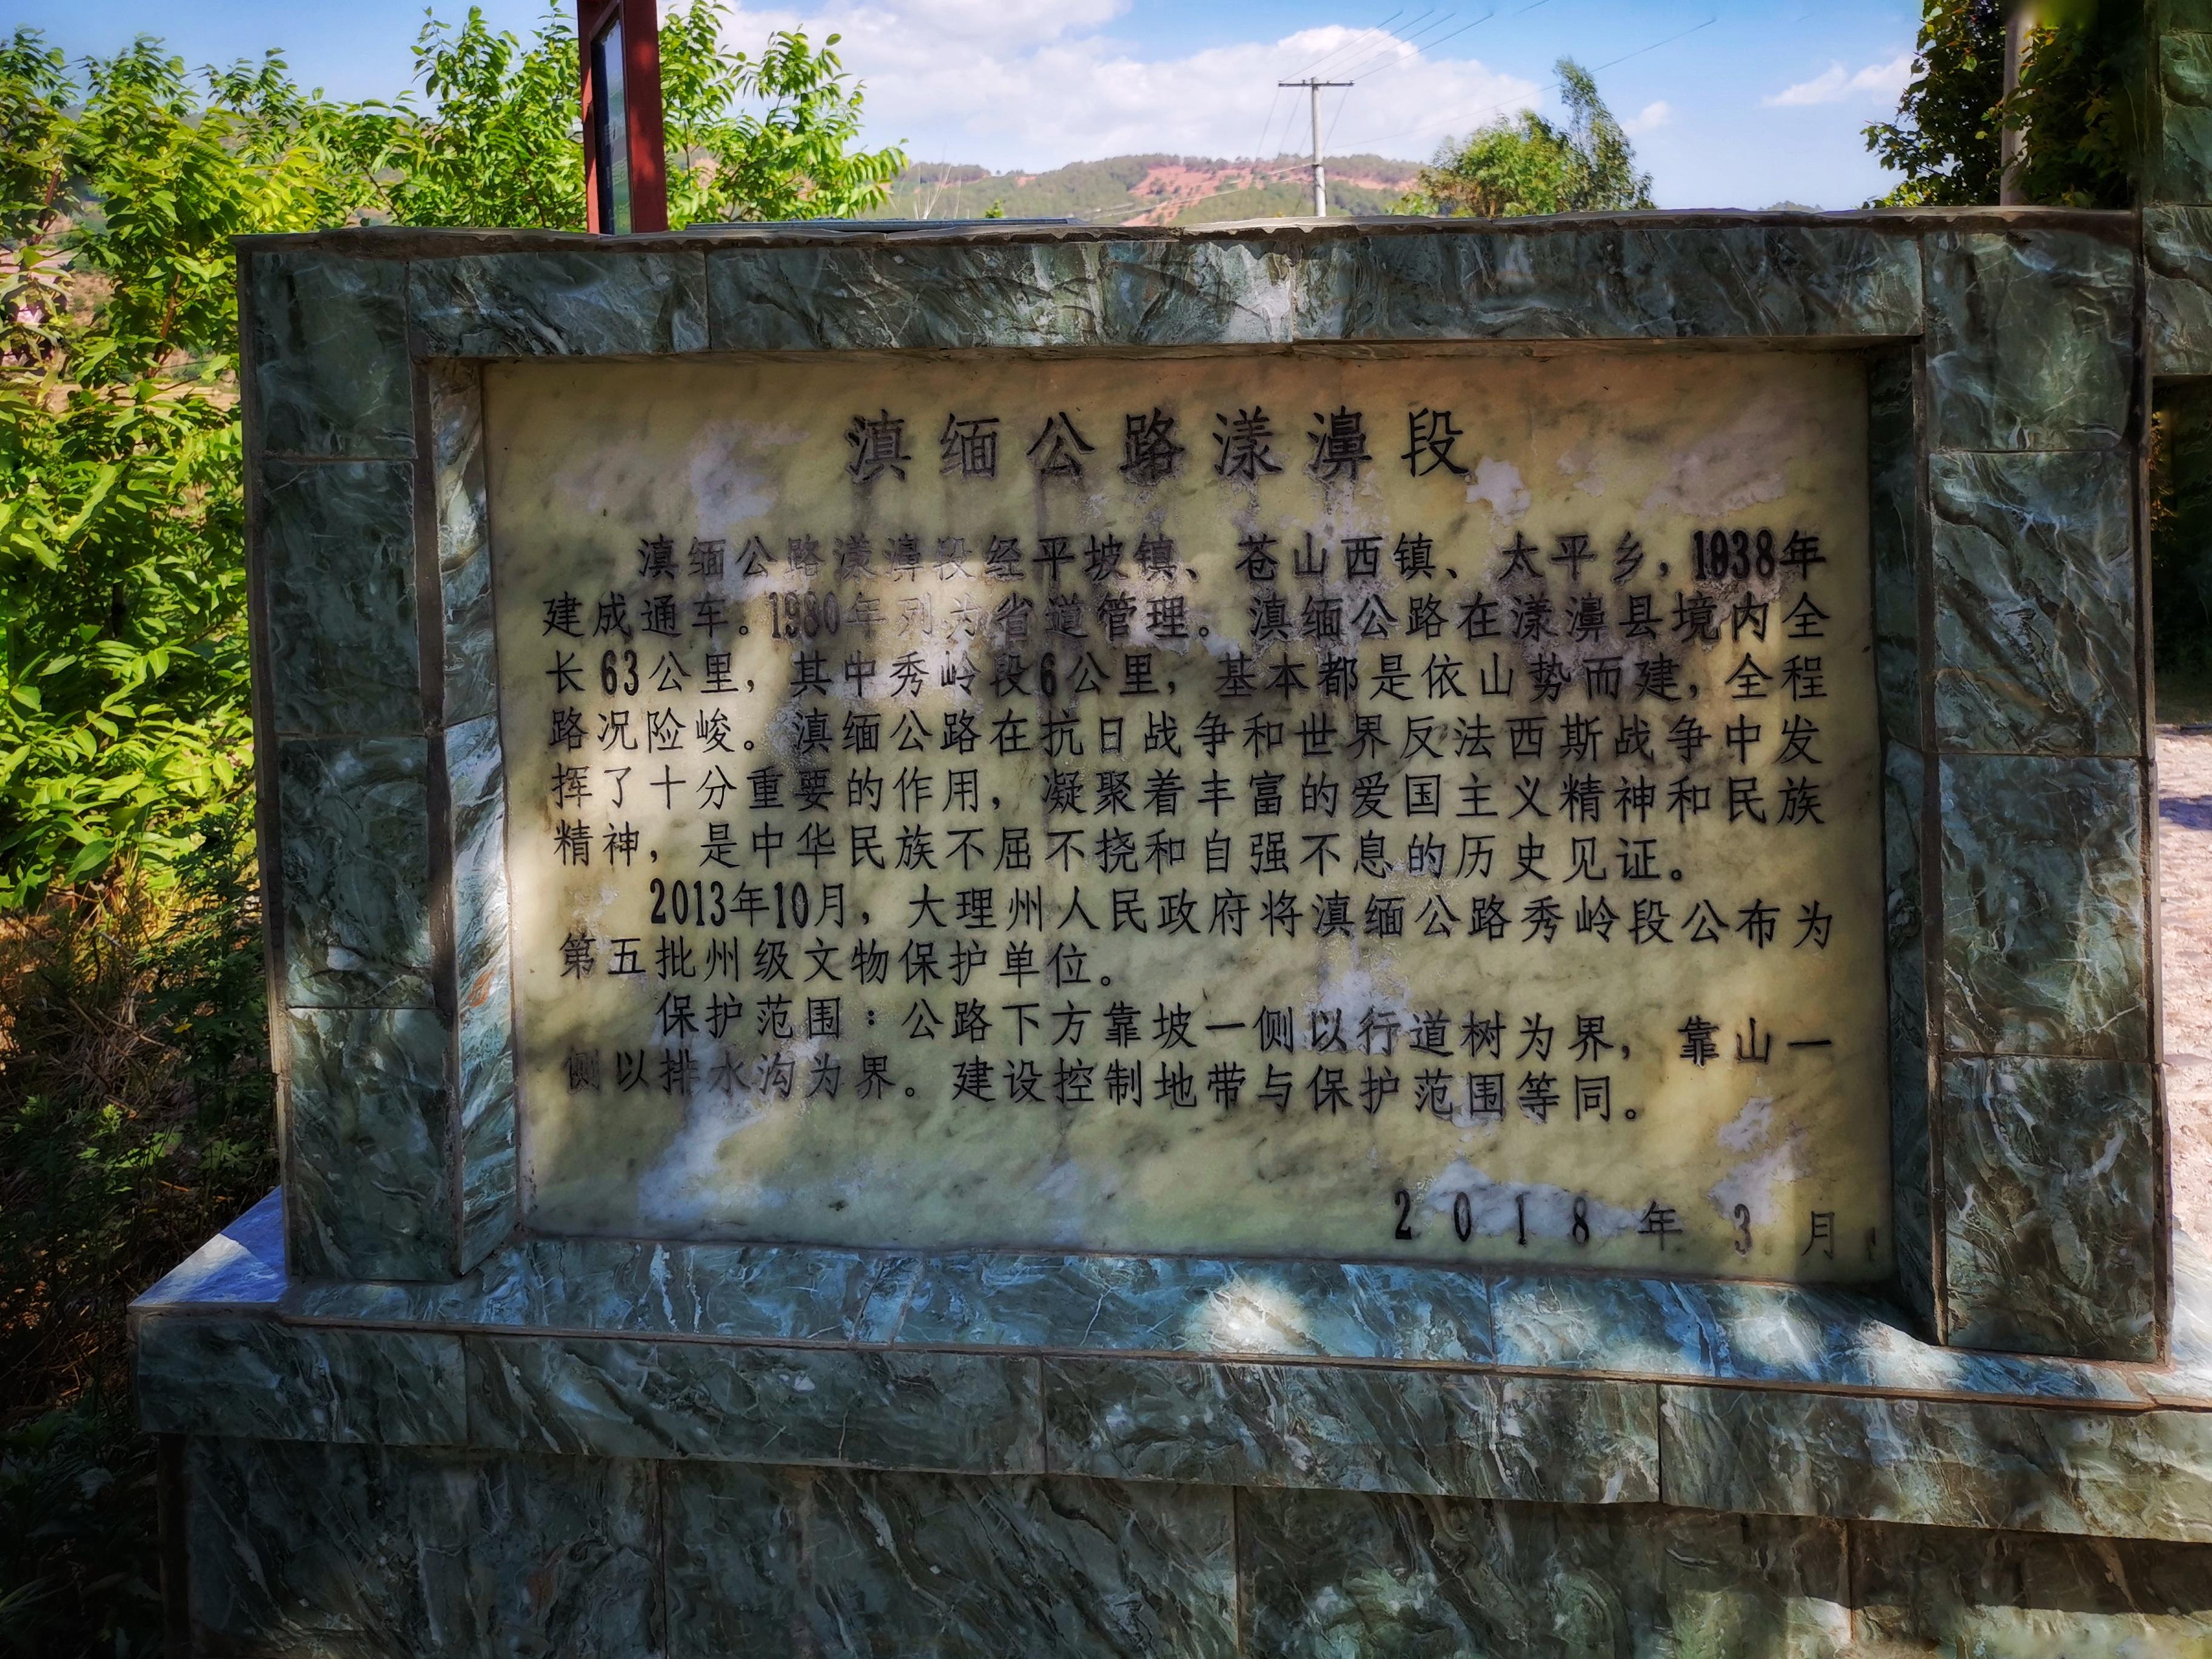 滇缅公路漾濞段
滇缅公路漾濞段经平坡镇、苍山西镇、太平乡，1938年
建成通车。1980年列为省道管理。滇缅公路在漾濞县境内全
长63公里，其中秀岭段6公里，基本都是依山势而建，全程
路况险峻。滇缅公路在抗日战争和世界反法西斯战争中发
挥了十分重要的作用，凝聚着丰富的爱国主义精神和民族
精神，是中华民族不屈不挠和自强不息的历史见证。
2013年10月，大理州人民政府将滇缅公路秀岭段公布为
第五批州级文物保护单位。
保护范围：公路下方靠坡一侧以行道树为界，靠山一
侧以排水沟为界。建设控制地带与保护范围等同。
2018年3月